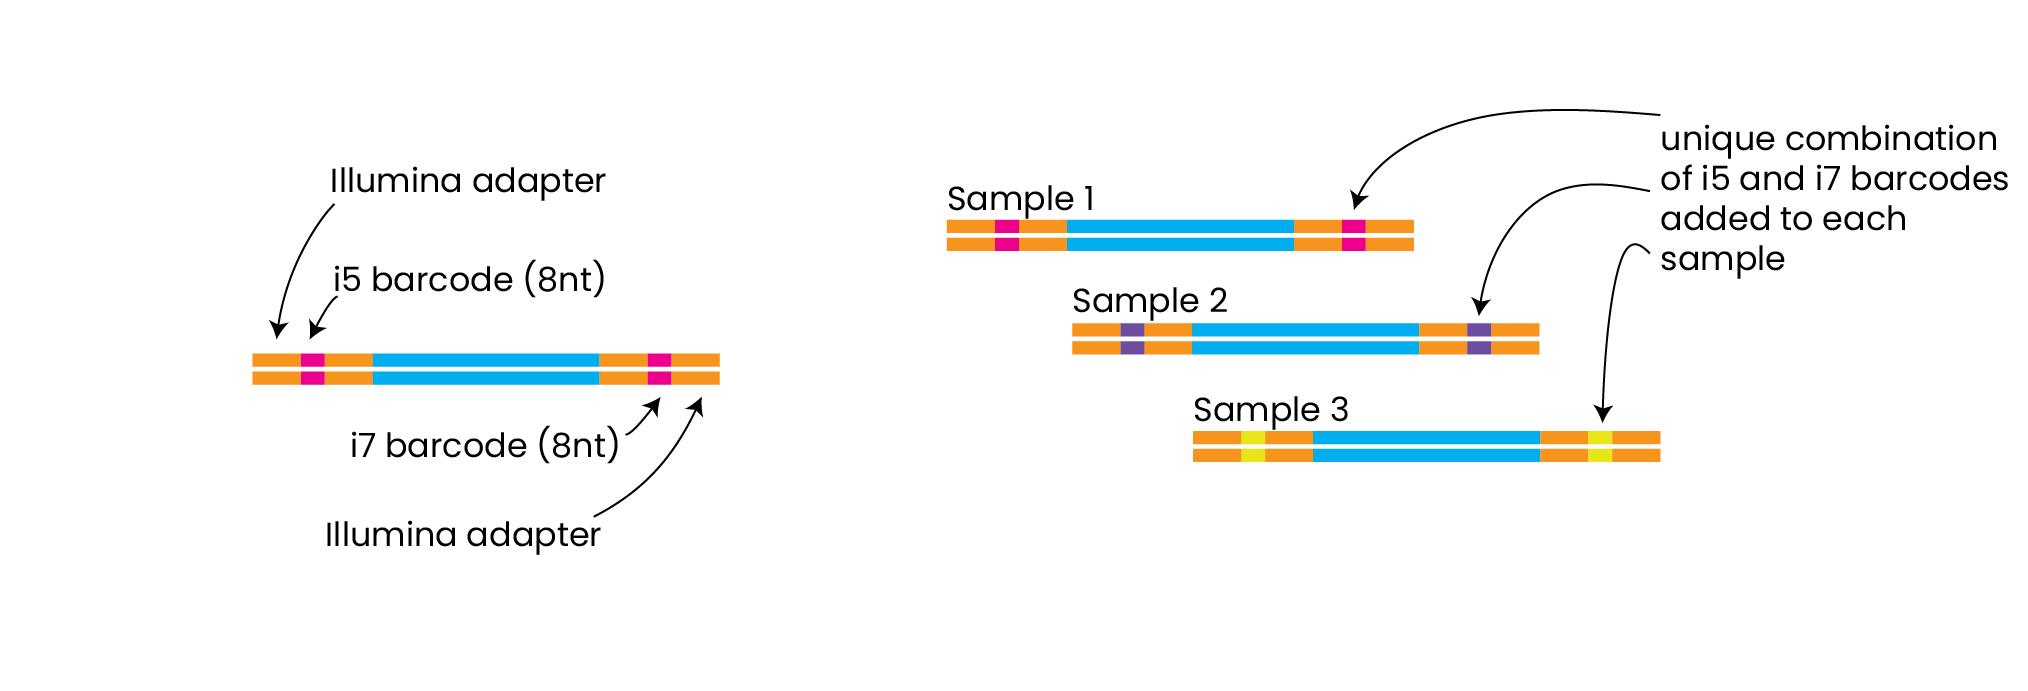 Illumina adapter
i5 barcode (8nt)
i7 barcode (8nt)
Illumina adapter
Sample 1
Sample 2
Sample 3
unique combination
of i5 and i7 barcodes
added to each
sample